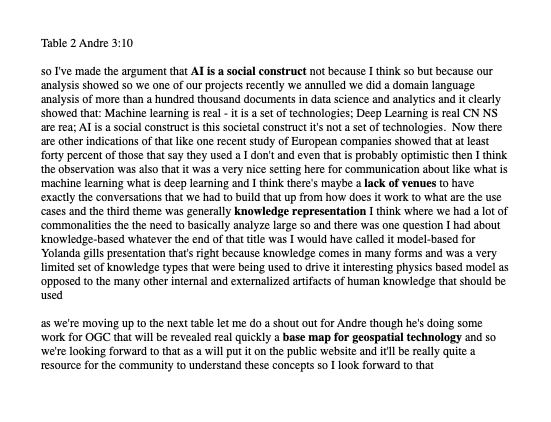 Table 2 Andre 3:10
so I've made the argument that AI is a social construct not because I think so but because our
analysis showed so we one of our projects recently we annulled we did a domain language
analysis of more than a hundred thousand documents in data science and analytics and it clearly
showed that: Machine learning is real - it is a set of technologies; Deep Learning is real CN NS
are rea; AI is a social construct is this societal construct it's not a set of technologies.  Now there
are other indications of that like one recent study of European companies showed that at least
forty percent of those that say they used a I don't and even that is probably optimistic then I think
the observation was also that it was a very nice setting here for communication about like what is
machine learning what is deep learning and I think there's maybe a lack of venues to have
exactly the conversations that we had to build that up from how does it work to what are the use
cases and the third theme was generally knowledge representation I think where we had a lot of
commonalities the the need to basically analyze large so and there was one question I had about
knowledge-based whatever the end of that title was I would have called it model-based for
Yolanda gills presentation that's right because knowledge comes in many forms and was a very
limited set of knowledge types that were being used to drive it interesting physics based model as
opposed to the many other internal and externalized artifacts of human knowledge that should be
used
as we're moving up to the next table let me do a shout out for Andre though he's doing some
work for OGC that will be revealed real quickly a base map for geospatial technology and so
we're looking forward to that as a will put it on the public website and it'll be really quite a
resource for the community to understand these concepts so I look forward to that